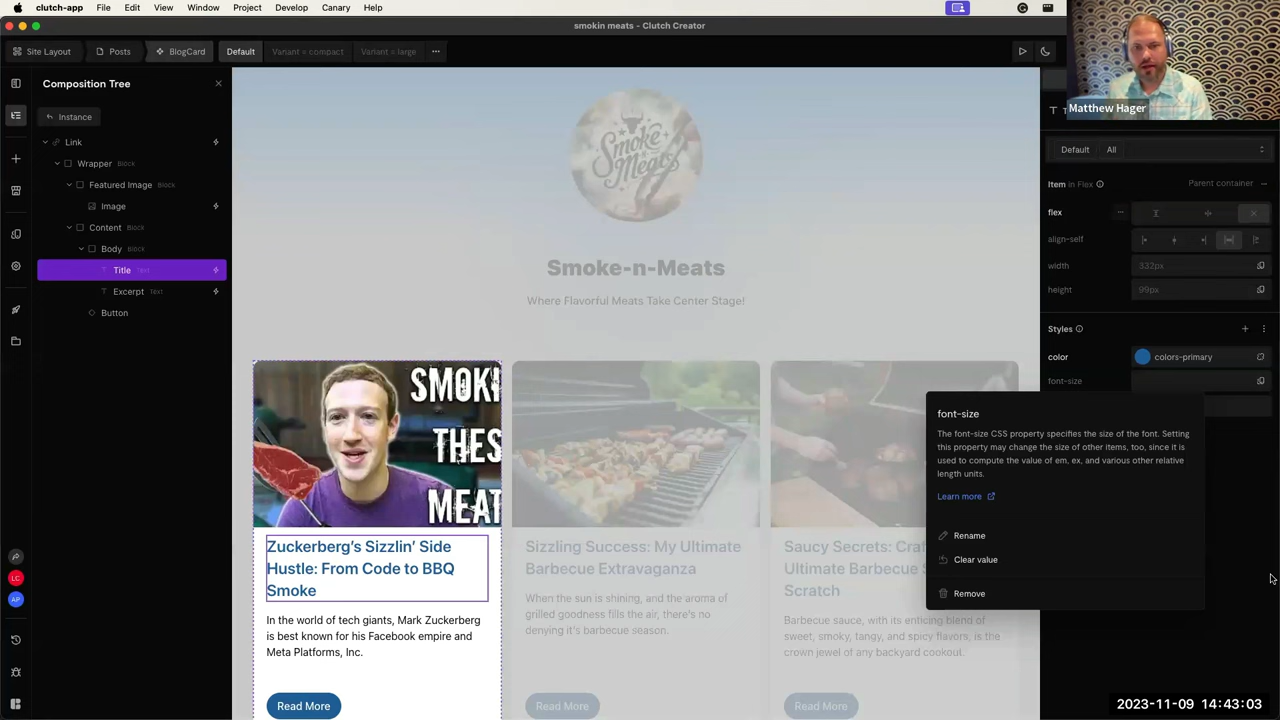 clutch-app File Edit View Window Project Develop Canary Help
smokin meats - Clutch Creator
Site Layout Posts BlogCard Default Variant = compact Variant = large
Composition Tree
Instance
Link
Wrapper Block
Featured Image Block
Image
Content Block
Body Block
Title Text
Excerpt Text
Button
LC
AP
SMOKE
MEATS
Smoke-n-Meats
Where Flavorful Meats Take Center Stage!
SMOKI
THES
MEAT
Zuckerberg's Sizzlin' Side
Hustle: From Code to BBQ
Smoke
In the world of tech giants, Mark Zuckerberg
is best known for his Facebook empire and
Meta Platforms, Inc.
Read More
Sizzling Success: My Ultimate
Barbecue Extravaganza
When the sun is shining, and the aroma of
grilled goodness fills the air, there's no
denying it's barbecue season.
Read More
Saucy Secrets: Craf
Ultimate Barbecue S
Scratch
Barbecue sauce, with its enticing blend of
sweet, smoky, tangy, and spicy flavors, is the
crown jewel of any backyard cookout.
Read More
Matthew Hager
Default All
Item in Flex Parent container
flex
align-self
width 332px
height 99px
Styles
color colors-primary
font-size
font-size
The font-size CSS property specifies the size of the font. Setting
this property may change the size of other items, too, since it is
used to compute the value of em, ex, and various other relative
length units.
Learn more
Rename
Clear value
Remove
2023-11-09 14:43:03